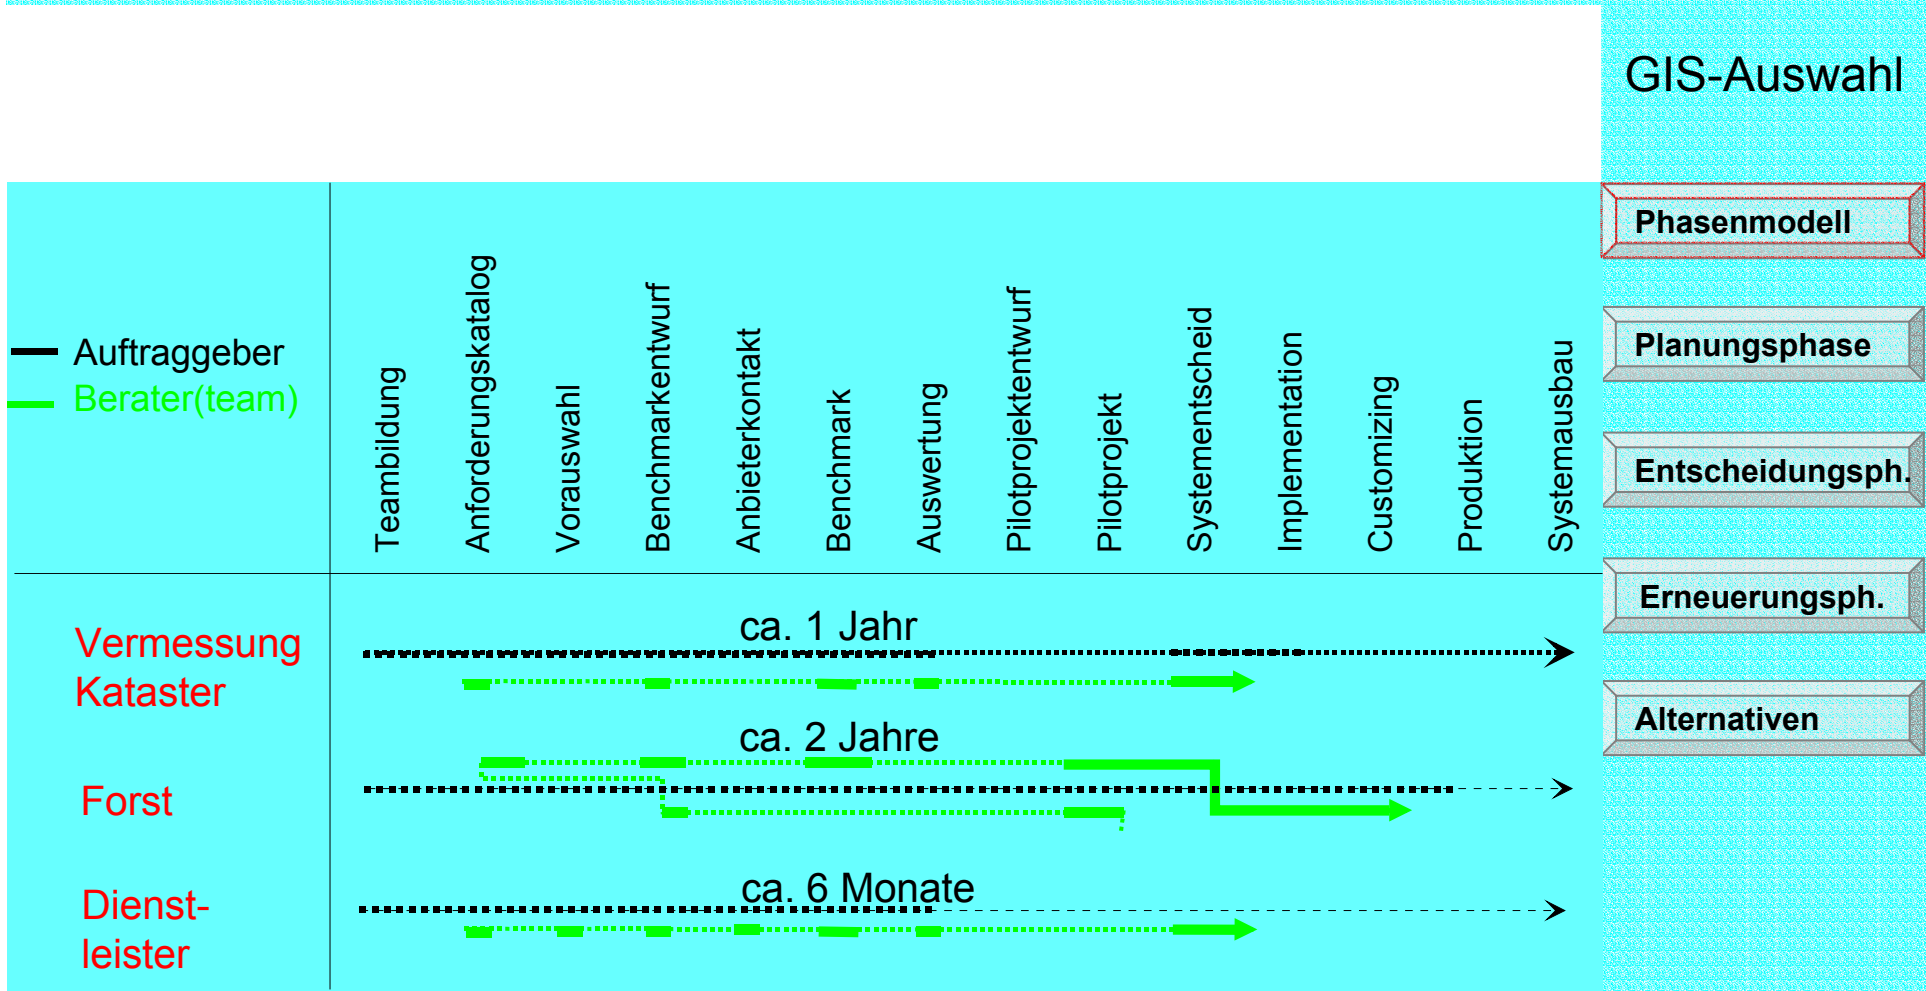 GIS-Auswahl
Phasenmodell
Planungsphase
Entscheidungsph.
Erneuerungsph.
Alternativen
Auftraggeber
Berater(team)
Teambildung
Anforderungskatalog
Vorauswahl
Benchmarkentwurf
Anbieterkontakt
Benchmark
Auswertung
Pilotprojektentwurf
Pilotprojekt
Systementscheid
Implementation
Customizing
Produktion
Systemausbau
Vermessung
Kataster
ca. 1 Jahr
Forst
ca. 2 Jahre
Dienst-
leister
ca. 6 Monate